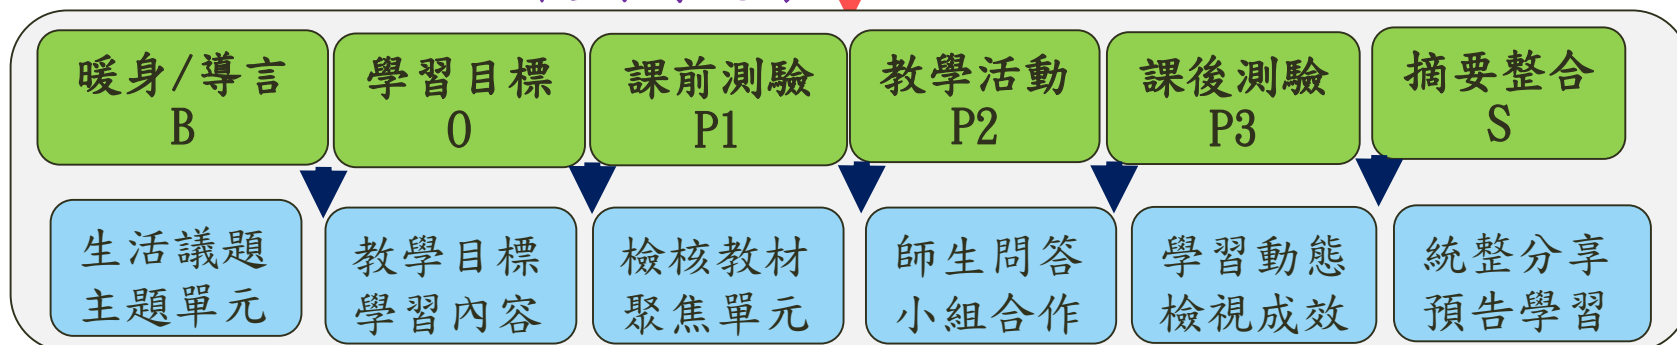 暖身/導言
B
學習目標
O
課前測驗
P1
教學活動
P2
課後測驗
P3
摘要整合
S
生活議題
主題單元
教學目標
學習內容
檢核教材
聚焦單元
師生問答
小組合作
學習動態
檢視成效
統整分享
預告學習